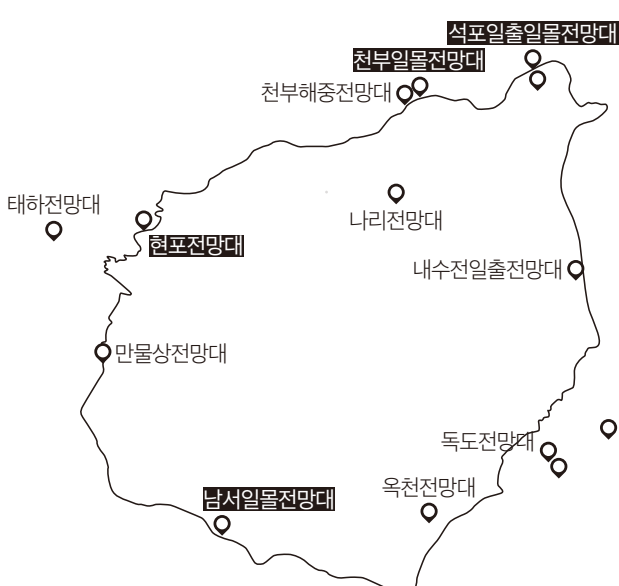 석포일출일몰전망대
천부일몰전망대
천부해중전망대
태하전망대
나리전망대
현포전망대
내수전일출전망대
만물상전망대
독도전망대
옥천전망대
남서일몰전망대